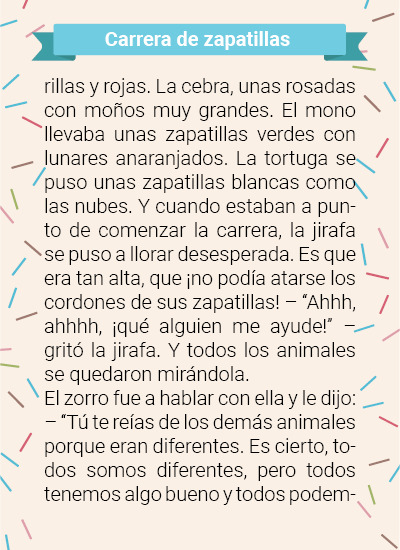 Carrera de zapatillas
rillas y rojas. La cebra, unas rosadas
con moños muy grandes. El mono
llevaba unas zapatillas verdes con
lunares anaranjados. La tortuga se
puso unas zapatillas blancas como
las nubes. Y cuando estaban a pun-
to de comenzar la carrera, la jirafa
se puso a llorar desesperada. Es que
era tan alta, que ¡no podía atarse los
cordones de sus zapatillas! – “Ahhh,
ahhhh, ¡qué alguien me ayude!” –
gritó la jirafa. Y todos los animales
se quedaron mirándola.
El zorro fue a hablar con ella y le dijo:
– “Tú te reías de los demás animales
porque eran diferentes. Es cierto, to-
dos somos diferentes, pero todos
tenemos algo bueno y todos podem-